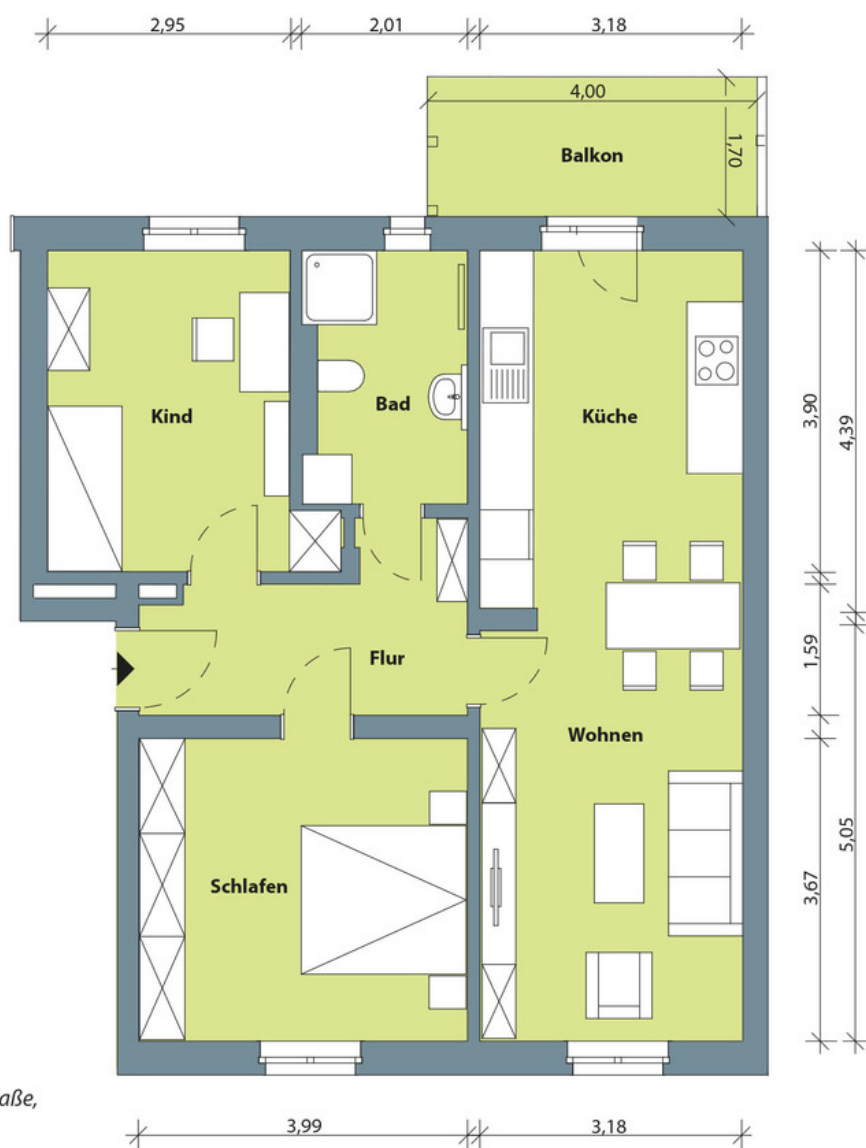 2,95
2,01
3,18
4,00
1,70
Balkon
Kind
Bad
Küche
3,90
4,39
Flur
1,59
Wohnen
Schlafen
3,67
5,05
aße,
3,99
3,18